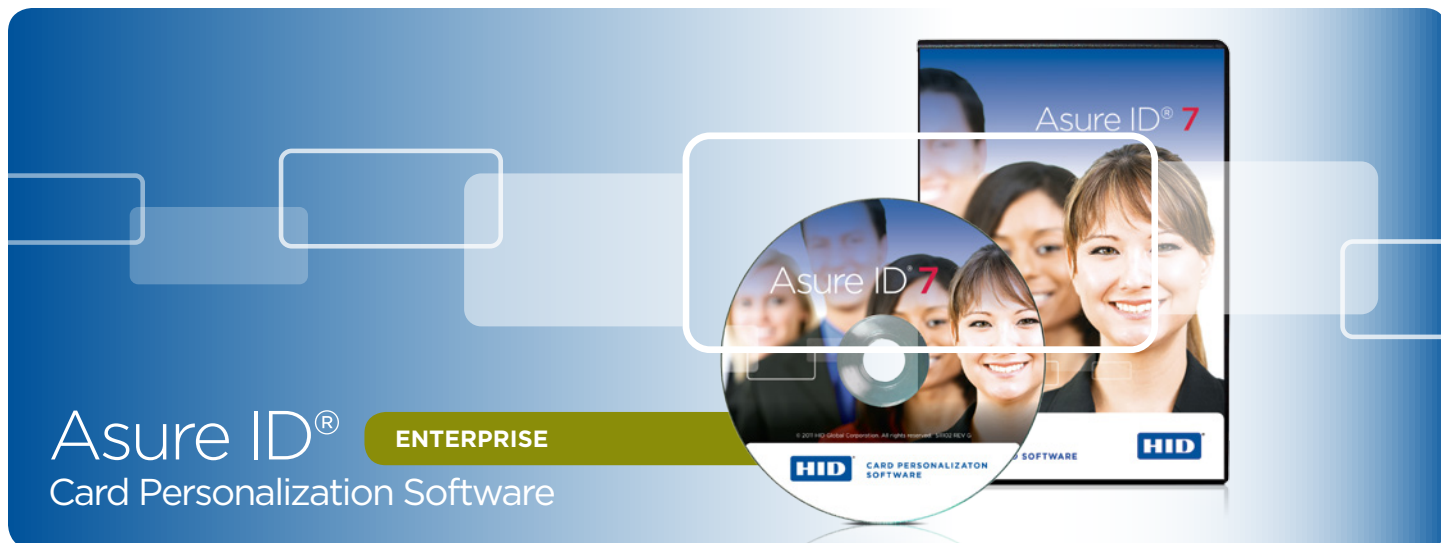 Asure ID® 7
Asure ID® 7
© 2011 HID Global Corporation. All rights reserved.
HID
CARD PERSONALIZATON
SOFTWARE
SOFTWARE
HID
Asure ID®
ENTERPRISE
Card Personalization Software